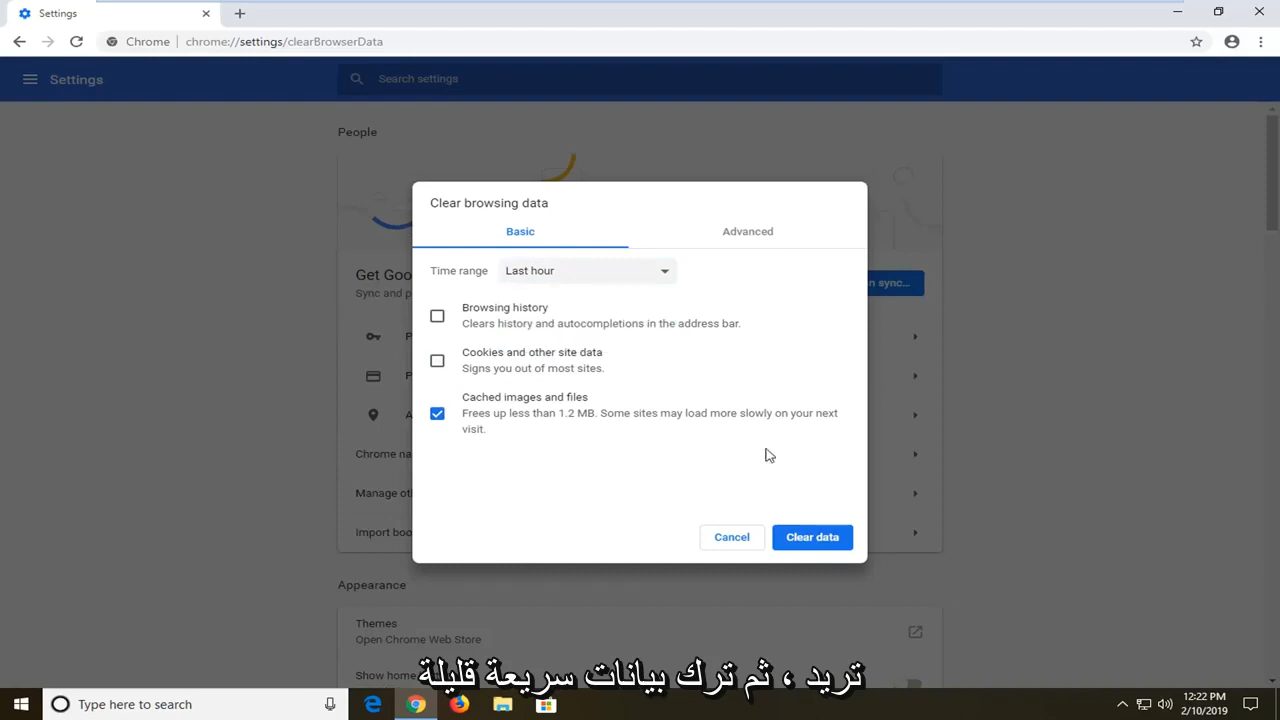 Settings
Chrome
chrome://settings/clearBrowserData
Settings
Search settings
People
Get Goo
Sync and p
n sync...
P
P
A
Chrome na
Manage oth
Import boo
Clear browsing data
Basic
Advanced
Time range
Last hour
Browsing history
Clears history and autocompletions in the address bar.
Cookies and other site data
Signs you out of most sites.
Cached images and files
Frees up less than 1.2 MB. Some sites may load more slowly on your next
visit.
Cancel
Clear data
Appearance
Themes
Open Chrome Web Store
Show home
تريد ، ثم ترك بيانات سريعة قليلة
Type here to search
12:22 PM
2/10/2019